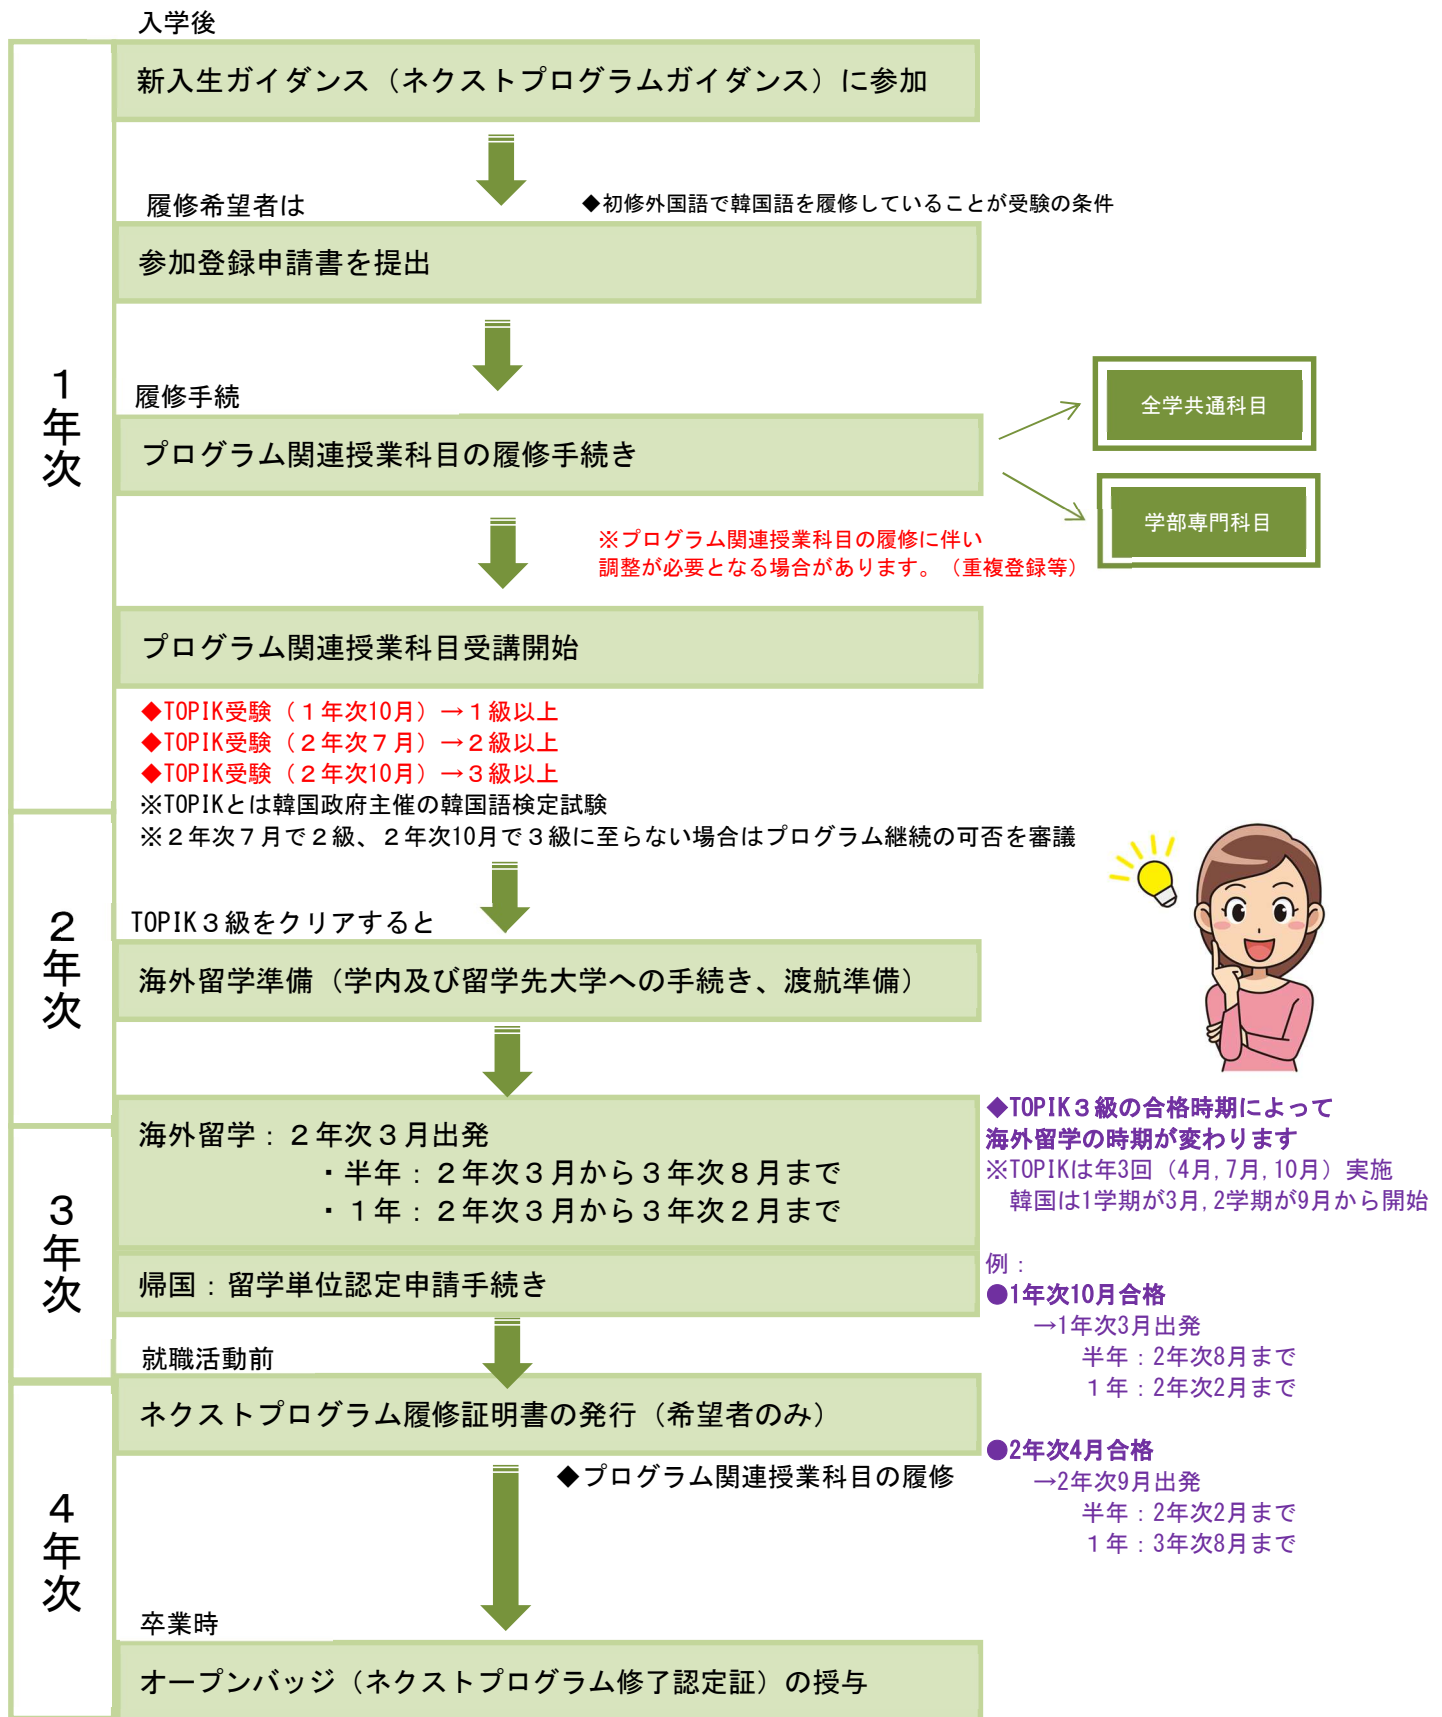 入学後
新入生ガイダンス（ネクストプログラムガイダンス）に参加
履修希望者は
◆初修外国語で韓国語を履修していることが受験の条件
参加登録申請書を提出
１年次
履修手続
プログラム関連授業科目の履修手続き
全学共通科目
学部専門科目
※プログラム関連授業科目の履修に伴い
調整が必要となる場合があります。（重複登録等）
プログラム関連授業科目受講開始
◆TOPIK受験（１年次10月）→１級以上
◆TOPIK受験（２年次７月）→２級以上
◆TOPIK受験（２年次10月）→３級以上
※TOPIKとは韓国政府主催の韓国語検定試験
※２年次７月で２級、２年次10月で３級に至らない場合はプログラム継続の可否を審議
２年次
TOPIK３級をクリアすると
海外留学準備（学内及び留学先大学への手続き、渡航準備）
３年次
海外留学：２年次３月出発
・半年：２年次３月から３年次８月まで
・１年：２年次３月から３年次２月まで
帰国：留学単位認定申請手続き
◆TOPIK３級の合格時期によって
海外留学の時期が変わります
※TOPIKは年3回（4月,7月,10月）実施
韓国は1学期が3月,2学期が9月から開始
例：
●1年次10月合格
→1年次3月出発
半年：2年次8月まで
１年：2年次2月まで
●2年次4月合格
→2年次9月出発
半年：2年次2月まで
１年：3年次8月まで
就職活動前
４年次
ネクストプログラム履修証明書の発行（希望者のみ）
◆プログラム関連授業科目の履修
卒業時
オープンバッジ（ネクストプログラム修了認定証）の授与